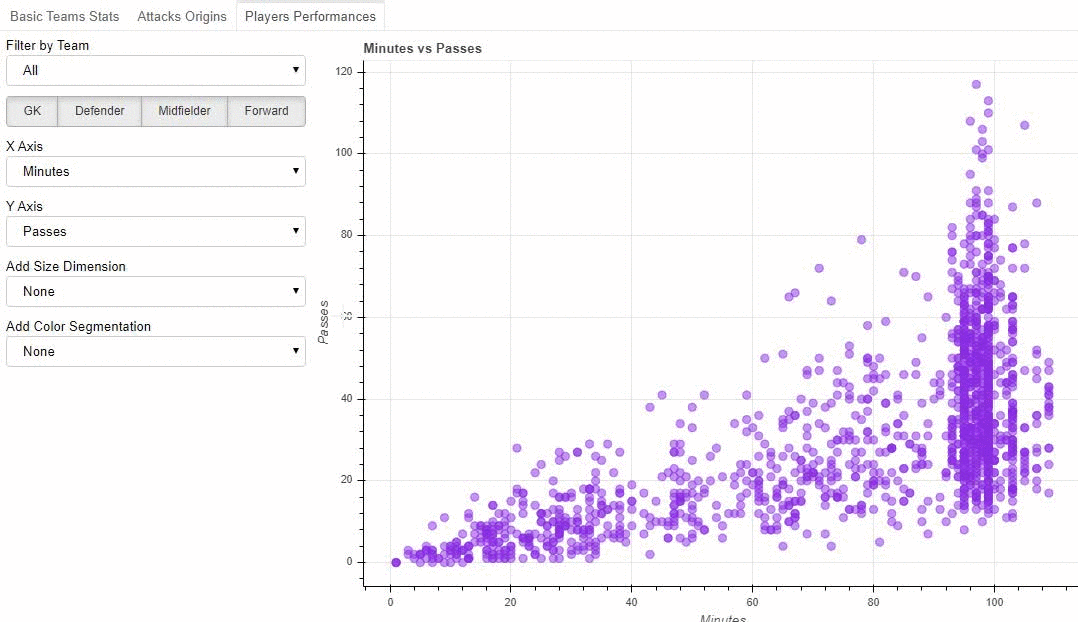 Basic Teams Stats Attacks Origins Players Performances
Filter by Team
All
GK Defender Midfielder Forward
X Axis
Minutes
Y Axis
Passes
Add Size Dimension
None
Add Color Segmentation
None
Minutes vs Passes
120
100
80
60
40
20
0
Passes
0 20 40 60 80 100
Minutes